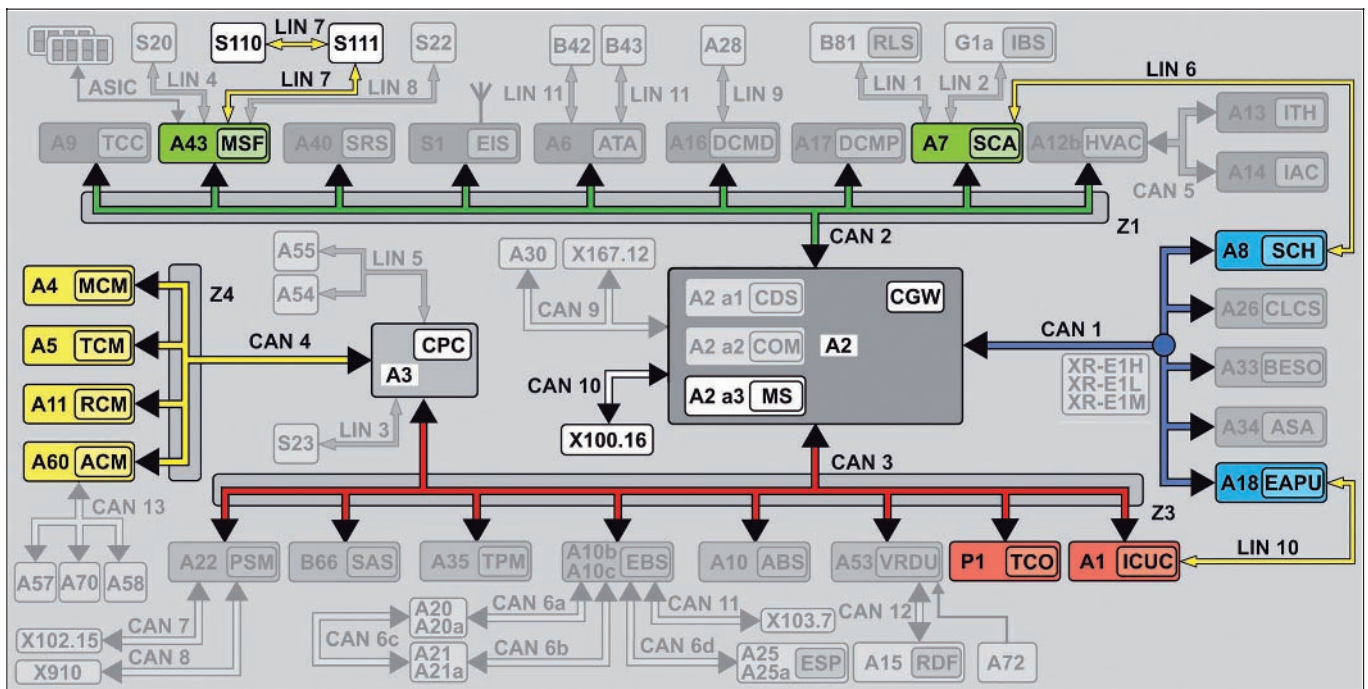 S20
LIN 7
S110
S111
S22
B42
B43
A28
B81 RLS
G1a IBS
ASIC
LIN 4
LIN 7
LIN 8
LIN 11
LIN 11
LIN 9
LIN 1
LIN 2
LIN 6
A9 TCC
A43 MSF
A40 SRS
S1 EIS
A6 ATA
A16 DCMD
A17 DCMP
A7 SCA
A12b HVAC
A13 ITH
A14 IAC
CAN 5
Z1
CAN 2
A55
A54
LIN 5
A30
X167.12
CAN 9
A8 SCH
A26 CLCS
A33 BESO
A34 ASA
A18 EAPU
CAN 1
XR-E1H
XR-E1L
XR-E1M
A4 MCM
A5 TCM
A11 RCM
A60 ACM
Z4
CAN 4
CPC
A3
A2 a1 CDS
CGW
A2 a2 COM
A2
A2 a3 MS
CAN 10
X100.16
S23
LIN 3
CAN 3
Z3
LIN 10
CAN 13
A57
A70
A58
A22 PSM
B66 SAS
A35 TPM
A10b
A10c
EBS
A10 ABS
A53 VRDU
P1 TCO
A1 ICUC
X102.15
CAN 7
X910
CAN 8
CAN 6c
A20
A20a
CAN 6a
A21
A21a
CAN 6b
CAN 11
X103.7
CAN 6d
A25
A25a
ESP
CAN 12
A15 RDF
A72